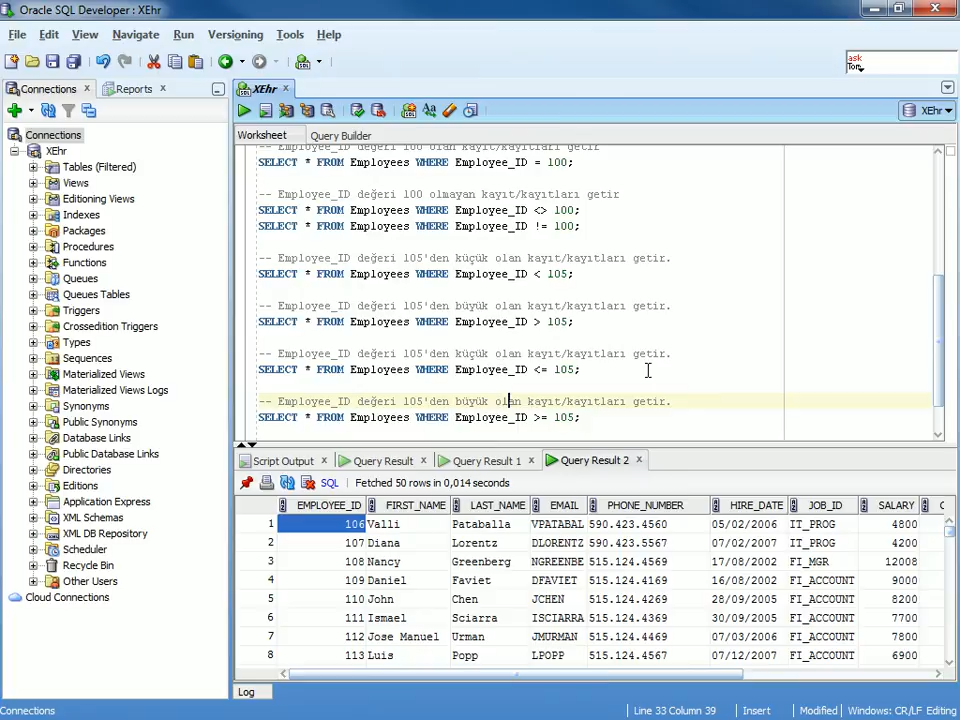 Oracle SQL Developer : XEhr
File Edit View Navigate Run Versioning Tools Help
ask
Tom
Connections Reports
XEhr
XEhr
Worksheet Query Builder
Connections
XEhr
Tables (Filtered)
Views
Editioning Views
Indexes
Packages
Procedures
Functions
Queues
Queues Tables
Triggers
Crossedition Triggers
Types
Sequences
Materialized Views
Materialized Views Logs
Synonyms
Public Synonyms
Database Links
Public Database Links
Directories
Editions
Application Express
XML Schemas
XML DB Repository
Scheduler
Recycle Bin
Other Users
Cloud Connections
-- Employee_ID değeri 100 olan kayıt/kayıtları getir
SELECT * FROM Employees WHERE Employee_ID = 100;
-- Employee_ID değeri 100 olmayan kayıt/kayıtları getir
SELECT * FROM Employees WHERE Employee_ID <> 100;
SELECT * FROM Employees WHERE Employee_ID != 100;
-- Employee_ID değeri 105'den küçük olan kayıt/kayıtları getir.
SELECT * FROM Employees WHERE Employee_ID < 105;
-- Employee_ID değeri 105'den büyük olan kayıt/kayıtları getir.
SELECT * FROM Employees WHERE Employee_ID > 105;
-- Employee_ID değeri 105'den küçük olan kayıt/kayıtları getir.
SELECT * FROM Employees WHERE Employee_ID <= 105;
-- Employee_ID değeri 105'den büyük olan kayıt/kayıtları getir.
SELECT * FROM Employees WHERE Employee_ID >= 105;
Script Output Query Result Query Result 1 Query Result 2
SQL Fetched 50 rows in 0,014 seconds
EMPLOYEE_ID FIRST_NAME LAST_NAME EMAIL PHONE_NUMBER HIRE_DATE JOB_ID SALARY C
1 106 Valli Pataballa VPATABAL 590.423.4560 05/02/2006 IT_PROG 4800
2 107 Diana Lorentz DLORENTZ 590.423.5567 07/02/2007 IT_PROG 4200
3 108 Nancy Greenberg NGREENBE 515.124.4569 17/08/2002 FI_MGR 12008
4 109 Daniel Faviet DFAVIET 515.124.4169 16/08/2002 FI_ACCOUNT 9000
5 110 John Chen JCHEN 515.124.4269 28/09/2005 FI_ACCOUNT 8200
6 111 Ismael Sciarra ISCIARRA 515.124.4369 30/09/2005 FI_ACCOUNT 7700
7 112 Jose Manuel Urman JMURMAN 515.124.4469 07/03/2006 FI_ACCOUNT 7800
8 113 Luis Popp LPOPP 515.124.4567 07/12/2007 FI_ACCOUNT 6900
Log
Connections Line 33 Column 39 Insert Modified Windows: CR/LF Editing